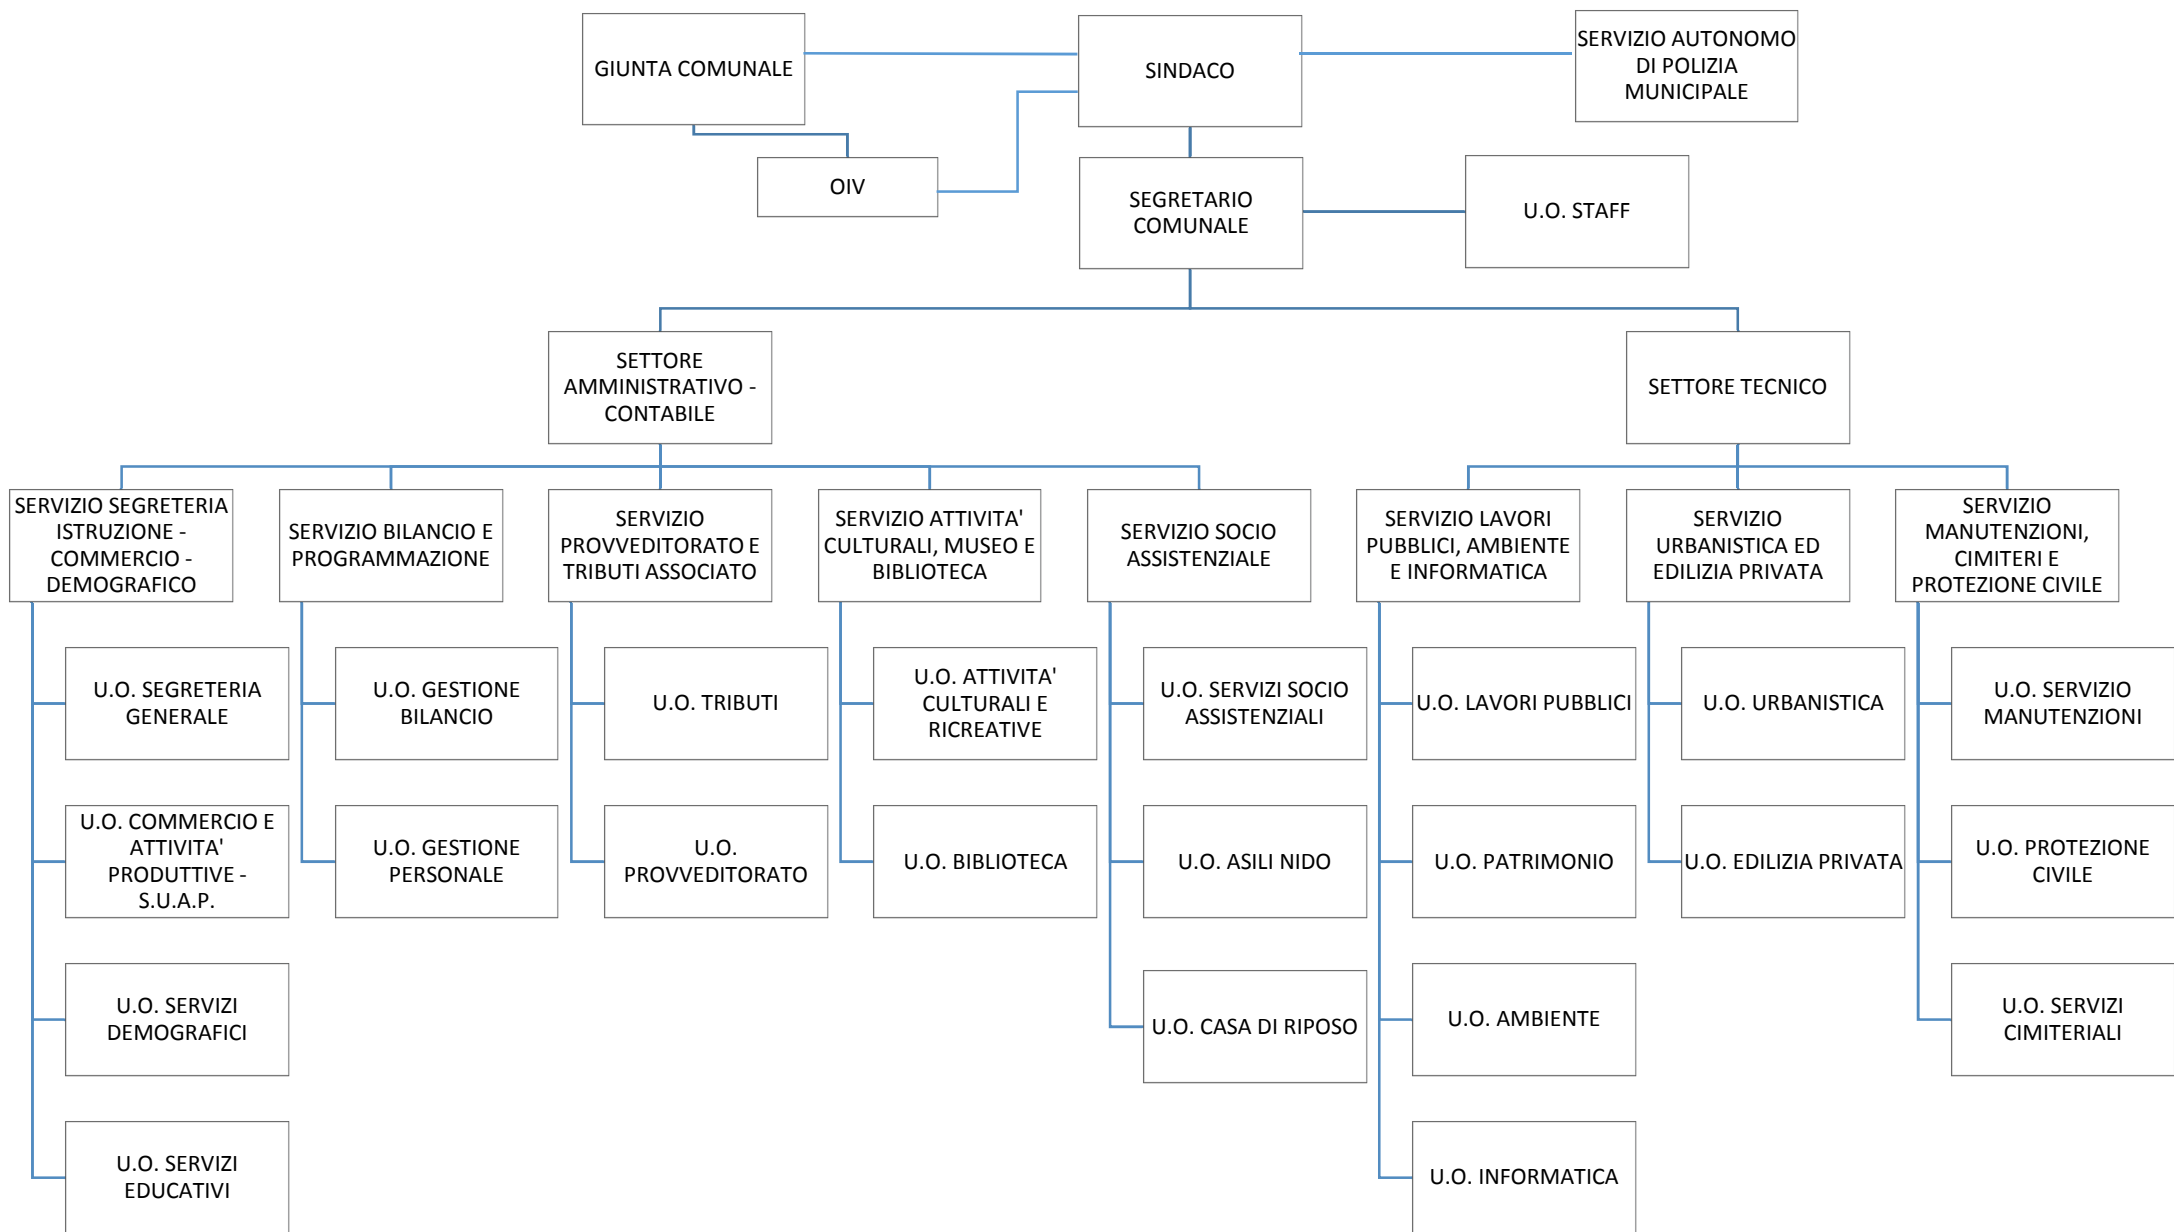 GIUNTA COMUNALE
SINDACO
SERVIZIO AUTONOMO
DI POLIZIA
MUNICIPALE
OIV
SEGRETARIO
COMUNALE
U.O. STAFF
SETTORE
AMMINISTRATIVO -
CONTABILE
SETTORE TECNICO
SERVIZIO SEGRETERIA
ISTRUZIONE -
COMMERCIO -
DEMOGRAFICO
SERVIZIO BILANCIO E
PROGRAMMAZIONE
SERVIZIO
PROVVEDITORATO E
TRIBUTI ASSOCIATO
SERVIZIO ATTIVITA'
CULTURALI, MUSEO E
BIBLIOTECA
SERVIZIO SOCIO
ASSISTENZIALE
SERVIZIO LAVORI
PUBBLICI, AMBIENTE
E INFORMATICA
SERVIZIO
URBANISTICA ED
EDILIZIA PRIVATA
SERVIZIO
MANUTENZIONI,
CIMITERI E
PROTEZIONE CIVILE
U.O. SEGRETERIA
GENERALE
U.O. GESTIONE
BILANCIO
U.O. TRIBUTI
U.O. ATTIVITA'
CULTURALI E
RICREATIVE
U.O. SERVIZI SOCIO
ASSISTENZIALI
U.O. LAVORI PUBBLICI
U.O. URBANISTICA
U.O. SERVIZIO
MANUTENZIONI
U.O. COMMERCIO E
ATTIVITA'
PRODUTTIVE -
S.U.A.P.
U.O. GESTIONE
PERSONALE
U.O.
PROVVEDITORATO
U.O. BIBLIOTECA
U.O. ASILI NIDO
U.O. PATRIMONIO
U.O. EDILIZIA PRIVATA
U.O. PROTEZIONE
CIVILE
U.O. SERVIZI
DEMOGRAFICI
U.O. CASA DI RIPOSO
U.O. AMBIENTE
U.O. SERVIZI
CIMITERIALI
U.O. SERVIZI
EDUCATIVI
U.O. INFORMATICA